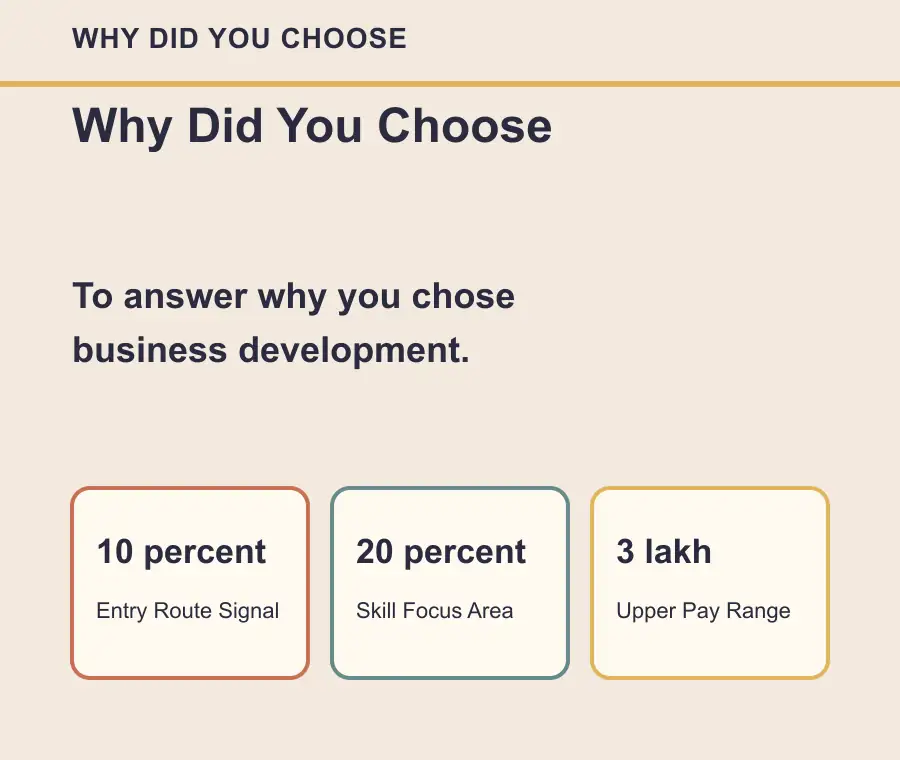 WHY DID YOU CHOOSE
Why Did You Choose
To answer why you chose
business development.
10 percent
Entry Route Signal
20 percent
Skill Focus Area
3 lakh
Upper Pay Range